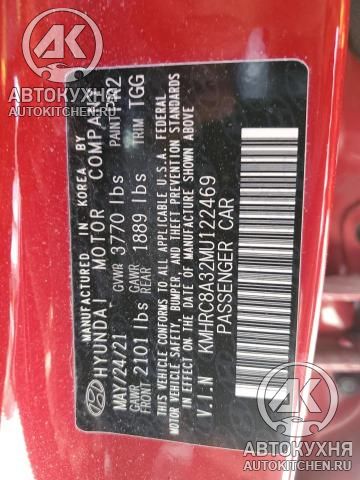 MANUFACTURED IN KOREA BY
HYUNDAI MOTOR COMPANY
MAY/24/21 GVWR 3770 lbs PAINT
GAWR FRONT 2101 lbs GAWR REAR 1889 lbs TRIM TGG
THIS VEHICLE CONFORMS TO ALL APPLICABLE U.S.A. FEDERAL
MOTOR VEHICLE SAFETY, BUMPER, AND THEFT PREVENTION STANDARDS
IN EFFECT ON THE DATE OF MANUFACTURE SHOWN ABOVE.
V.I.N KMHRC8A32MU122469
PASSENGER CAR
АВТОКУХНЯ
AUTOKITCHEN.RU
АВТОКУХНЯ
AUTOKITCHEN.RU